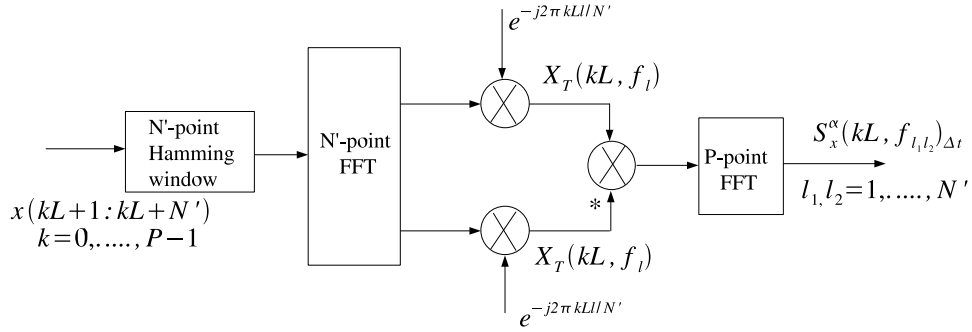 e^{-j2πkLl/N'}
X_T(kL, f_l)
N'-point
Hamming
window
N'-point
FFT
P-point
FFT
S_x^α(kL, f_{l_1 l_2})_{Δt}
l_1, l_2=1,....., N'
x(kL+1:kL+N')
k=0,....., P−1
*
X_T(kL, f_l)
e^{-j2πkLl/N'}